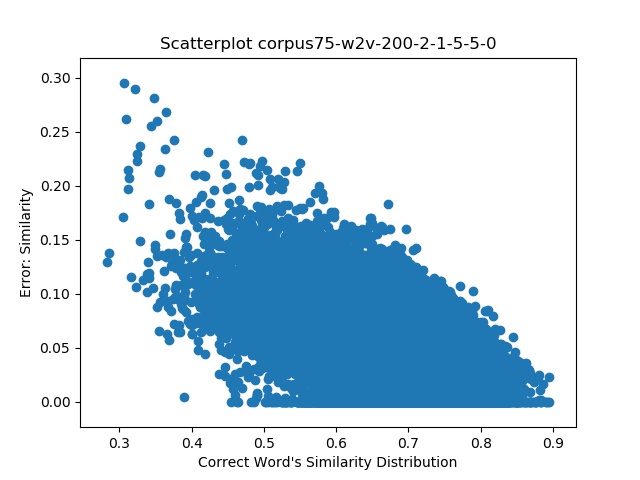 Scatterplot corpus75-w2v-200-2-1-5-5-0
0.30
0.25
0.20
0.15
0.10
0.05
0.00
Error: Similarity
0.3 0.4 0.5 0.6 0.7 0.8 0.9
Correct Word's Similarity Distribution